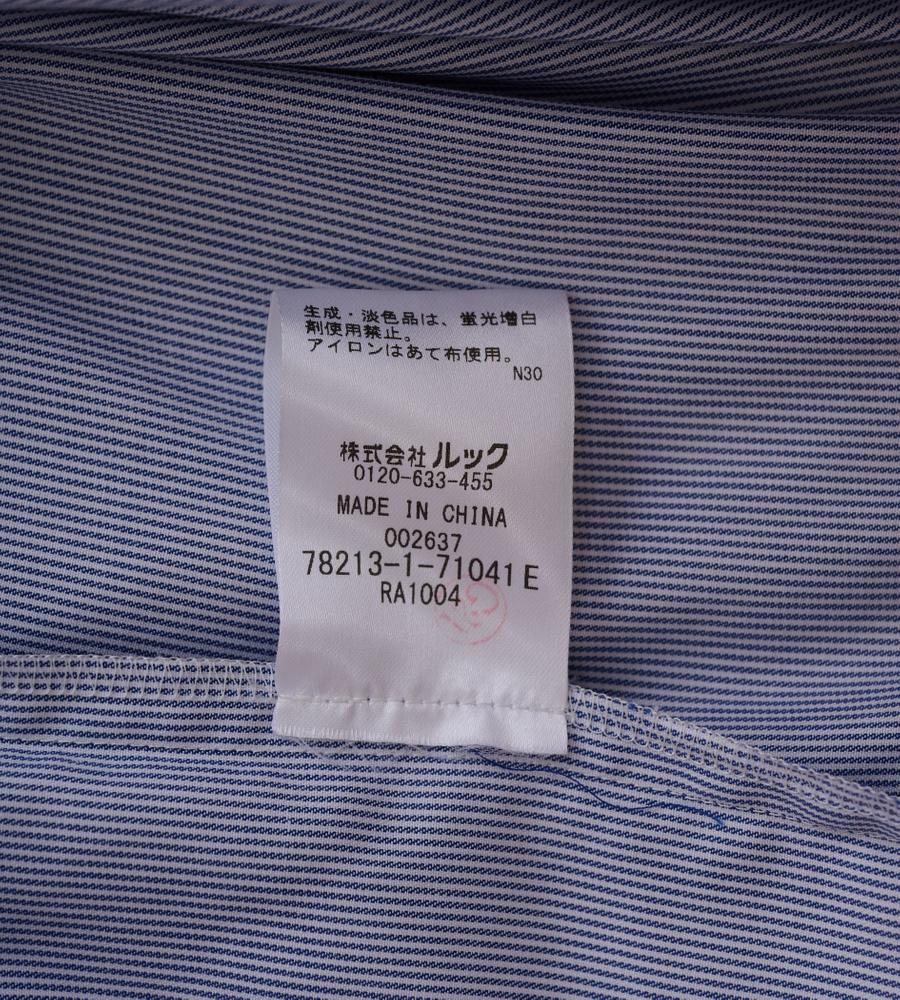 生成・淡色品は、蛍光増白
剤使用禁止。
アイロンはあて布使用。
N30
株式会社ルック
0120-633-455
MADE IN CHINA
002637
78213-1-71041E
RA1004